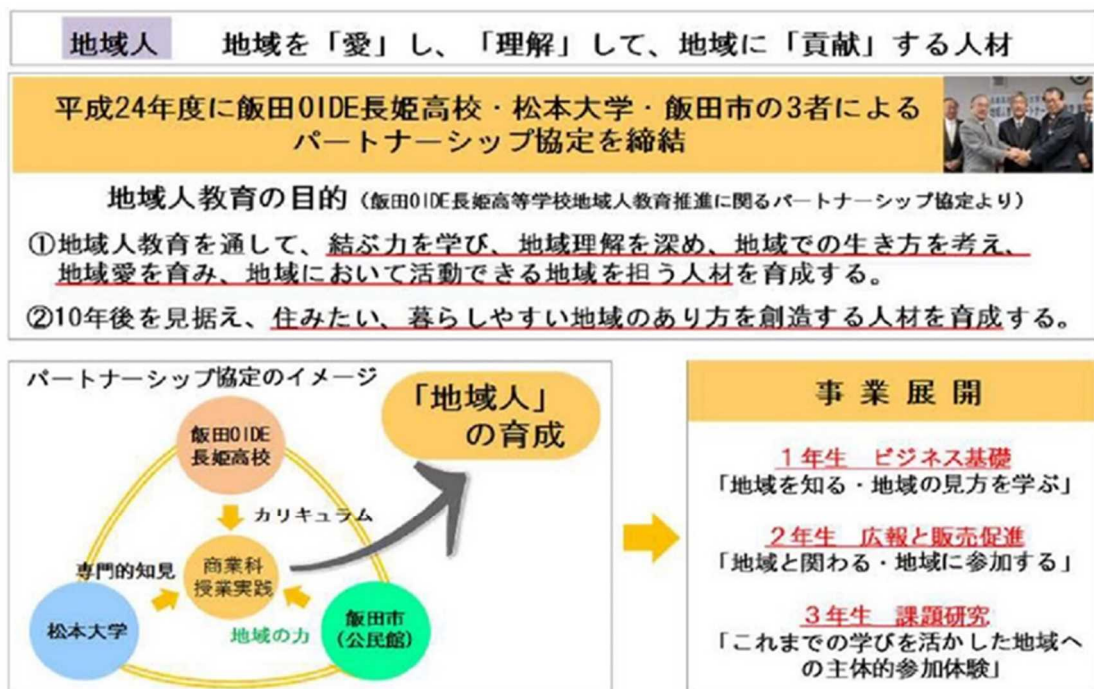 地域人 地域を「愛」し、「理解」して、地域に「貢献」する人材
平成24年度に飯田OIDE長姫高校・松本大学・飯田市の3者による
パートナーシップ協定を締結
地域人教育の目的(飯田OIDE長姫高等学校地域人教育推進に関るパートナーシップ協定より)
①地域人教育を通して、結ぶ力を学び、地域理解を深め、地域での生き方を考え、
地域愛を育み、地域において活動できる地域を担う人材を育成する。
②10年後を見据え、住みたい、暮らしやすい地域のあり方を創造する人材を育成する。
パートナーシップ協定のイメージ
「地域人」
の育成
飯田OIDE
長姫高校
カリキュラム
商業科
授業実践
専門的知見
松本大学
地域の力
飯田市
(公民館)
事業展開
1年生 ビジネス基礎
「地域を知る・地域の見方を学ぶ」
2年生 広報と販売促進
「地域と関わる・地域に参加する」
3年生 課題研究
「これまでの学びを活かした地域へ
の主体的参加体験」